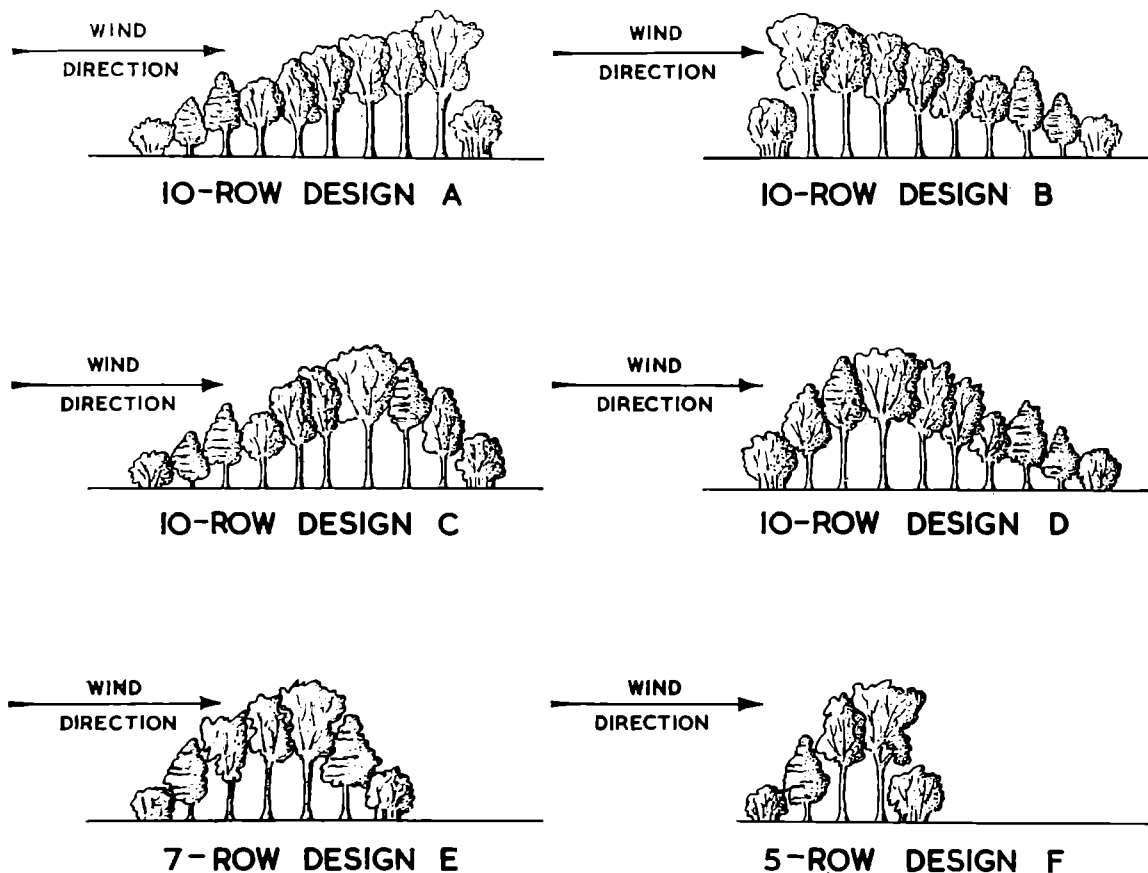 WIND
DIRECTION
10-ROW DESIGN A
WIND
DIRECTION
10-ROW DESIGN B
WIND
DIRECTION
10-ROW DESIGN C
WIND
DIRECTION
10-ROW DESIGN D
WIND
DIRECTION
7-ROW DESIGN E
WIND
DIRECTION
5-ROW DESIGN F